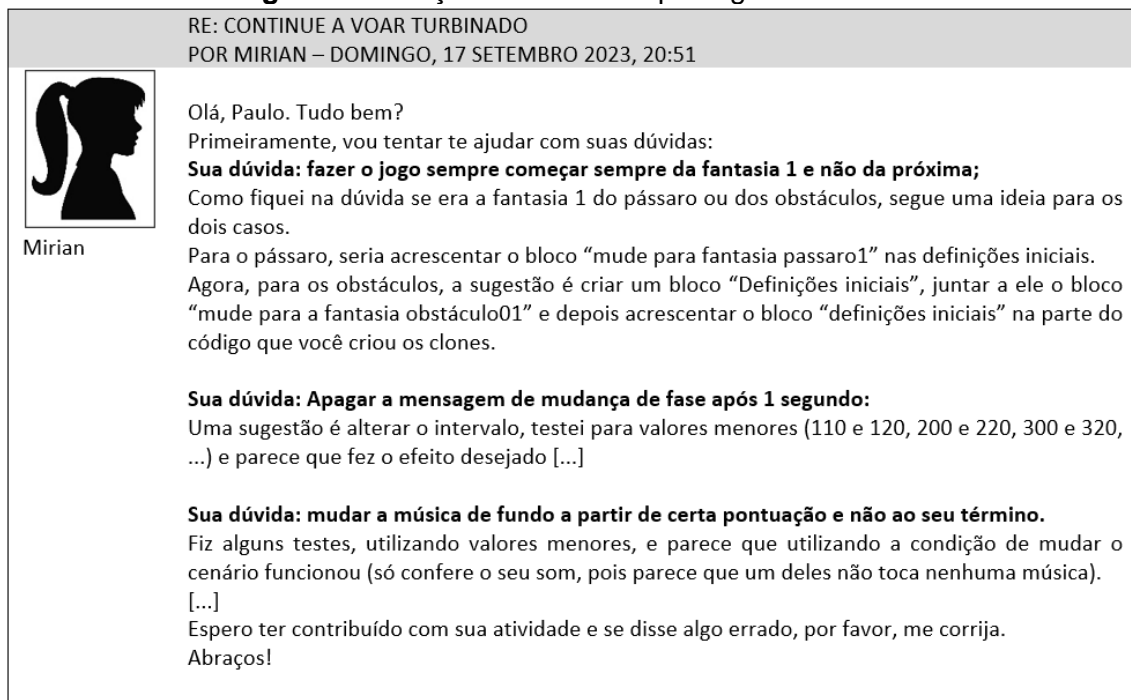 RE: CONTINUE A VOAR TURBINADO
POR MIRIAN – DOMINGO, 17 SETEMBRO 2023, 20:51
Olá, Paulo. Tudo bem?
Primeiramente, vou tentar te ajudar com suas dúvidas:
Sua dúvida: fazer o jogo sempre começar sempre da fantasia 1 e não da próxima;
Como fiquei na dúvida se era a fantasia 1 do pássaro ou dos obstáculos, segue uma ideia para os
dois casos.
Mirian
Para o pássaro, seria acrescentar o bloco “mude para fantasia passaro1” nas definições iniciais.
Agora, para os obstáculos, a sugestão é criar um bloco “Definições iniciais”, juntar a ele o bloco
“mude para a fantasia obstáculo01” e depois acrescentar o bloco “definições iniciais” na parte do
código que você criou os clones.
Sua dúvida: Apagar a mensagem de mudança de fase após 1 segundo:
Uma sugestão é alterar o intervalo, testei para valores menores (110 e 120, 200 e 220, 300 e 320,
...) e parece que fez o efeito desejado [...]
Sua dúvida: mudar a música de fundo a partir de certa pontuação e não ao seu término.
Fiz alguns testes, utilizando valores menores, e parece que utilizando a condição de mudar o
cenário funcionou (só confere o seu som, pois parece que um deles não toca nenhuma música).
[...]
Espero ter contribuído com sua atividade e se disse algo errado, por favor, me corrija.
Abraços!